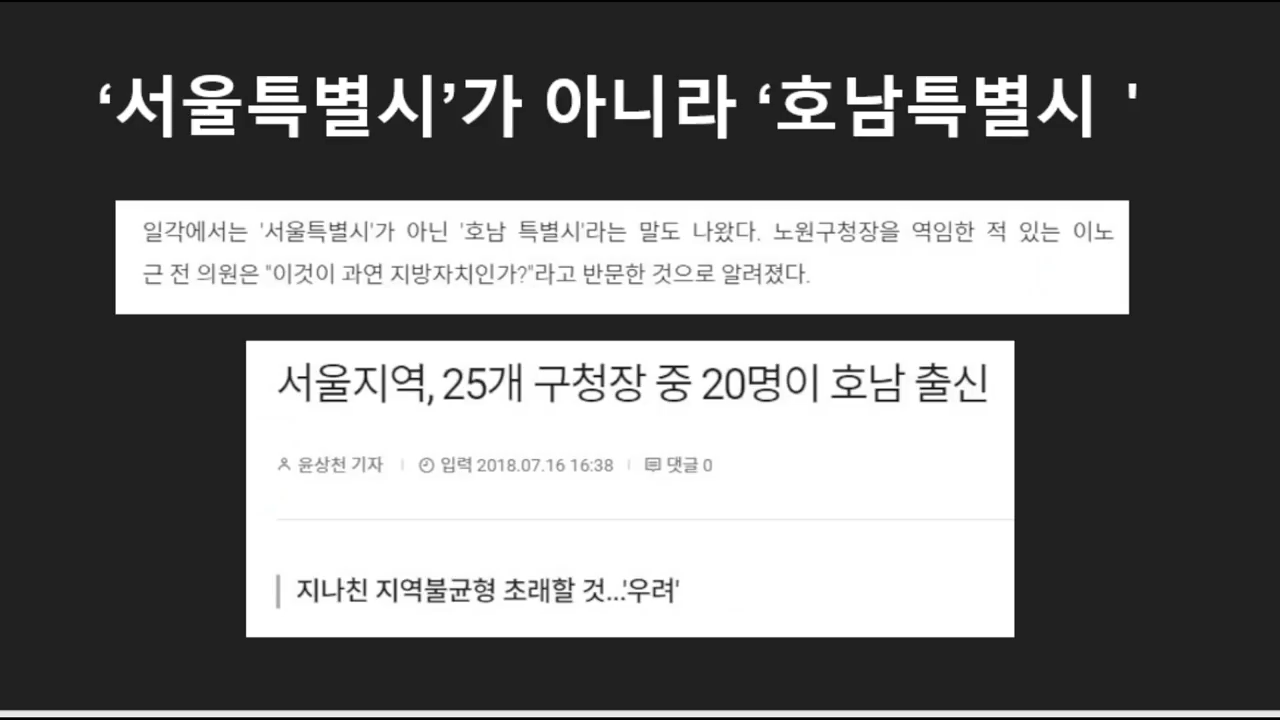 ‘서울특별시’가 아니라 ‘호남특별시 '
일각에서는 '서울특별시'가 아닌 '호남 특별시'라는 말도 나왔다. 노원구청장을 역임한 적 있는 이노
근 전 의원은 "이것이 과연 지방자치인가?"라고 반문한 것으로 알려졌다.
서울지역, 25개 구청장 중 20명이 호남 출신
윤상천 기자 | 입력 2018.07.16 16:38 | 댓글 0
지나친 지역불균형 초래할 것...'우려'